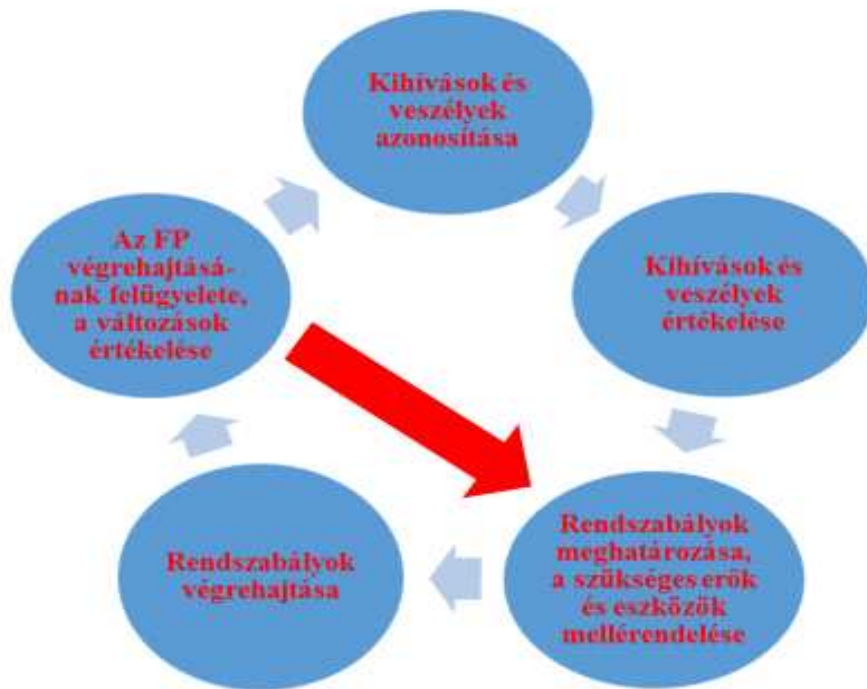 Kihívások és
veszélyek
azonosítása
Kihívások és
veszélyek
értékelése
Rendszabályok
meghatározása,
a szükséges erők
és eszközök
mellérendelése
Rendszabályok
végrehajtása
Az FP
végrehajtásá-
nak felügyelete,
a változások
értékelése